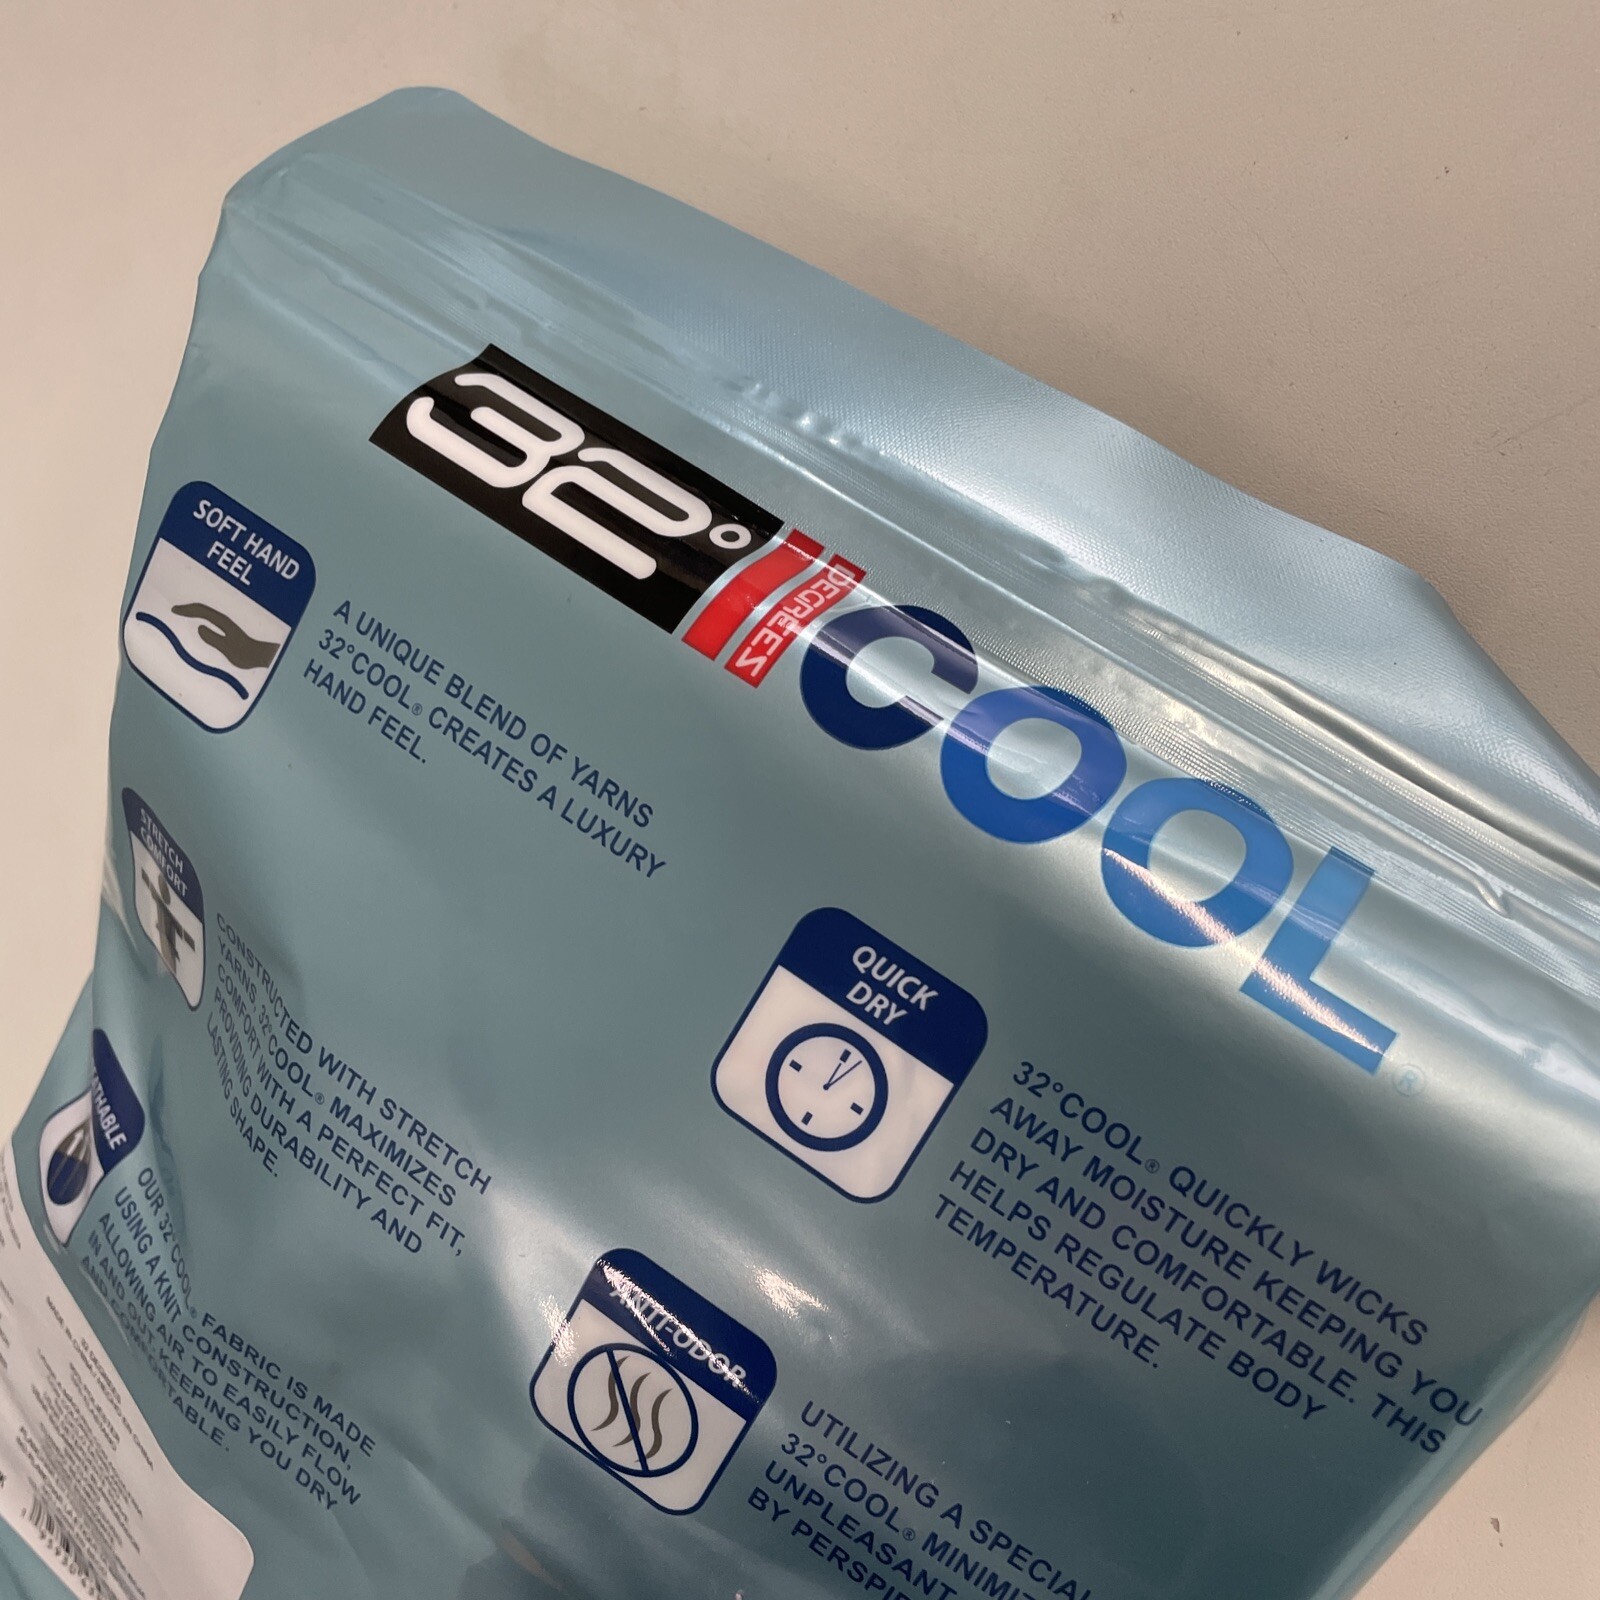 32°
DEGREES
COOL®
SOFT HAND
FEEL
A UNIQUE BLEND OF YARNS
32°COOL® CREATES A LUXURY
HAND FEEL.
STRETCH
COMFORT
CONSTRUCTED WITH STRETCH
YARNS, 32°COOL® MAXIMIZES
COMFORT WITH A PERFECT FIT,
PROVIDING DURABILITY AND
LASTING SHAPE.
OUR 32°COOL® FABRIC IS MADE
USING A KNIT CONSTRUCTION,
ALLOWING AIR TO EASILY FLOW
IN AND OUT, KEEPING YOU DRY
AND COMFORTABLE.
QUICK
DRY
32°COOL® QUICKLY WICKS
AWAY MOISTURE KEEPING YOU
DRY AND COMFORTABLE. THIS
HELPS REGULATE BODY
TEMPERATURE.
ANTI-ODOR
UTILIZING A SPECIAL
32°COOL®
UNPLEASANT
BY